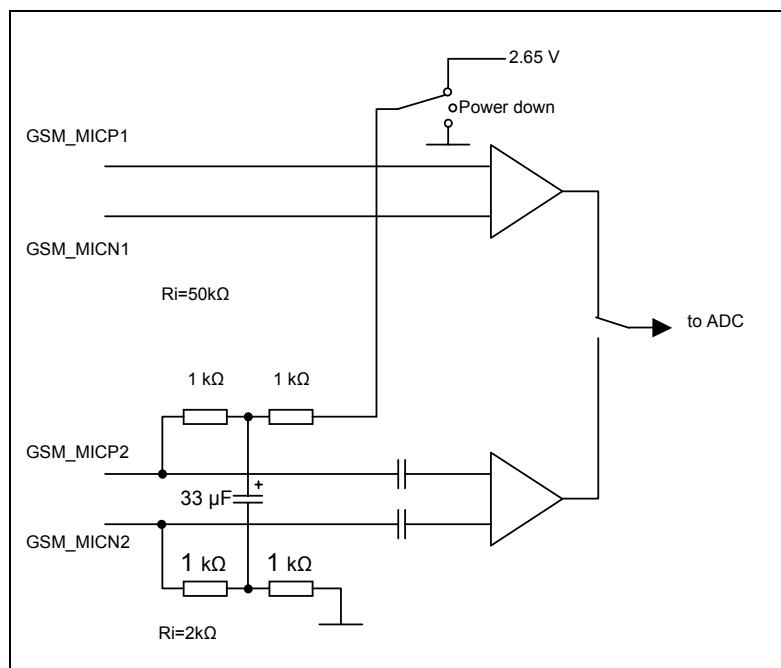 2.65 V
Power down
GSM_MICP1
GSM_MICN1
Ri=50kΩ
to ADC
1 kΩ 1 kΩ
GSM_MICP2
33 µF +
GSM_MICN2
1 kΩ 1 kΩ
Ri=2kΩ